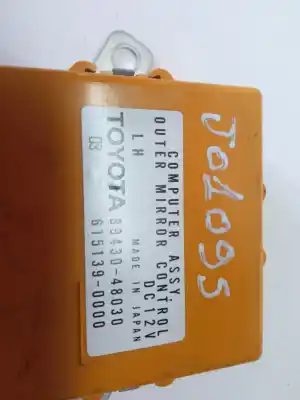 COMPUTER ASSY,
OUTER MIRROR CONTROL
LH DC12V
MADE IN JAPAN
TOYOTA 89430-48030
615139-0000
J01095